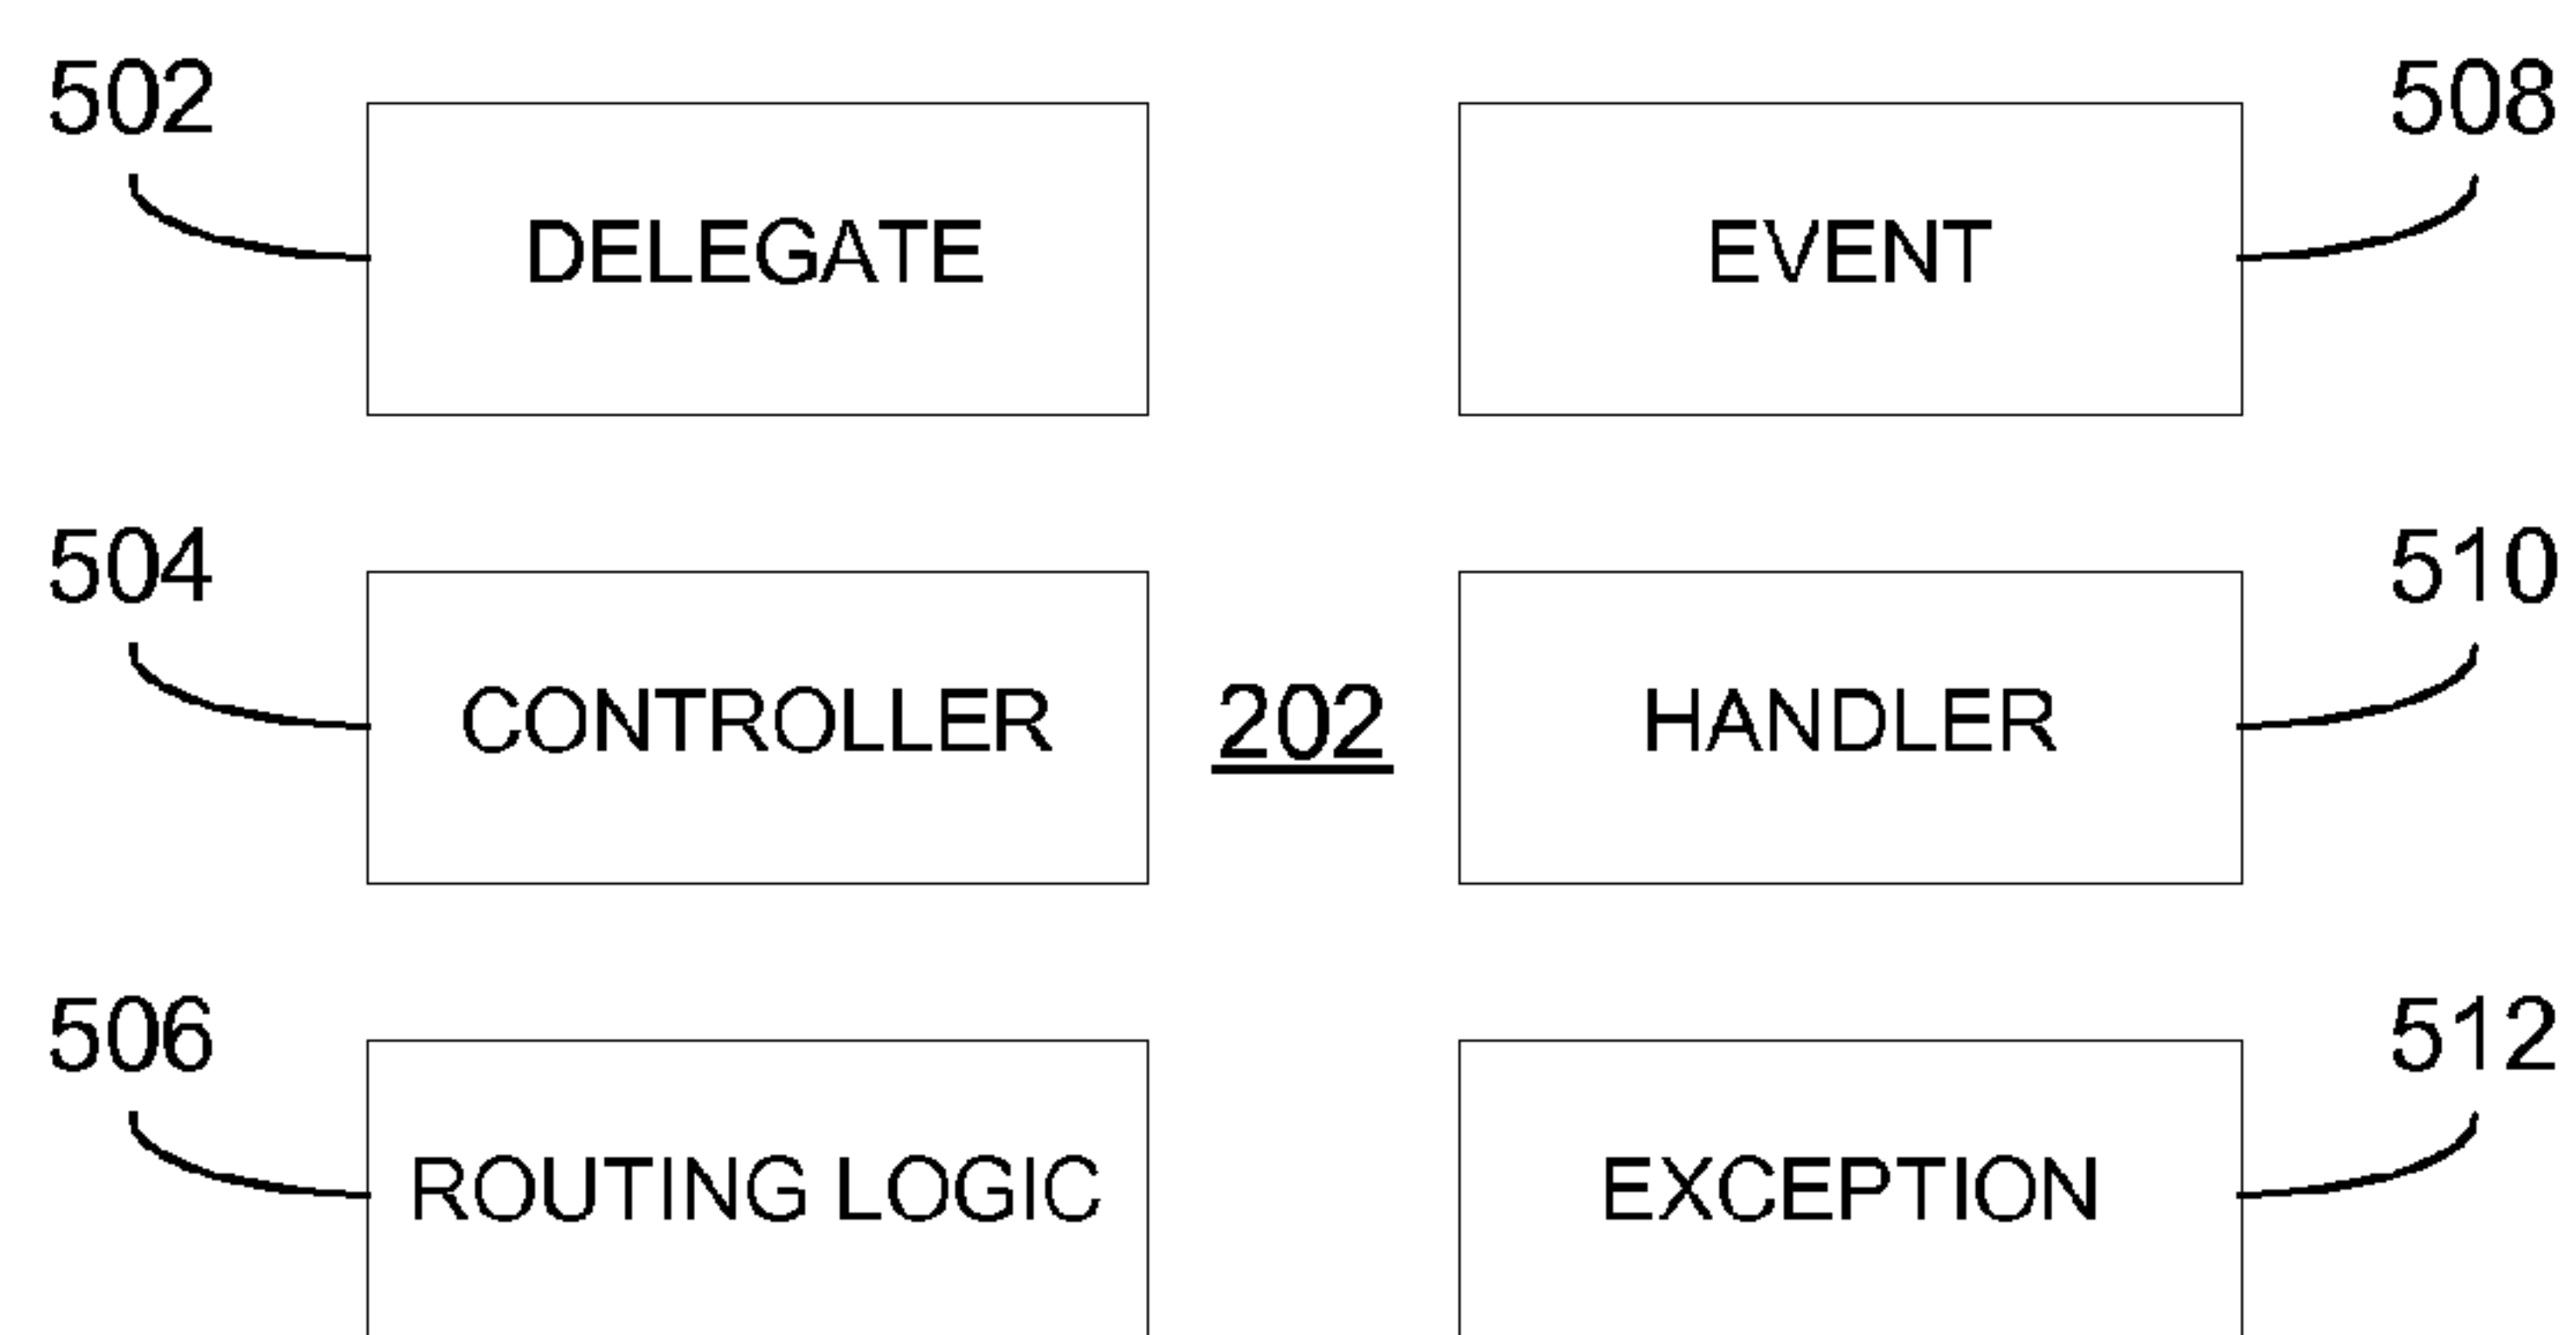 502
DELEGATE
EVENT
508
504
CONTROLLER
202
HANDLER
510
506
ROUTING LOGIC
EXCEPTION
512